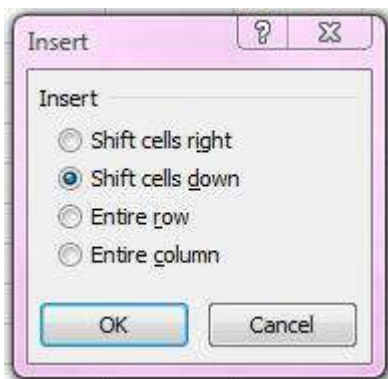 Insert
Insert
Shift cells right
Shift cells down
Entire row
Entire column
OK
Cancel